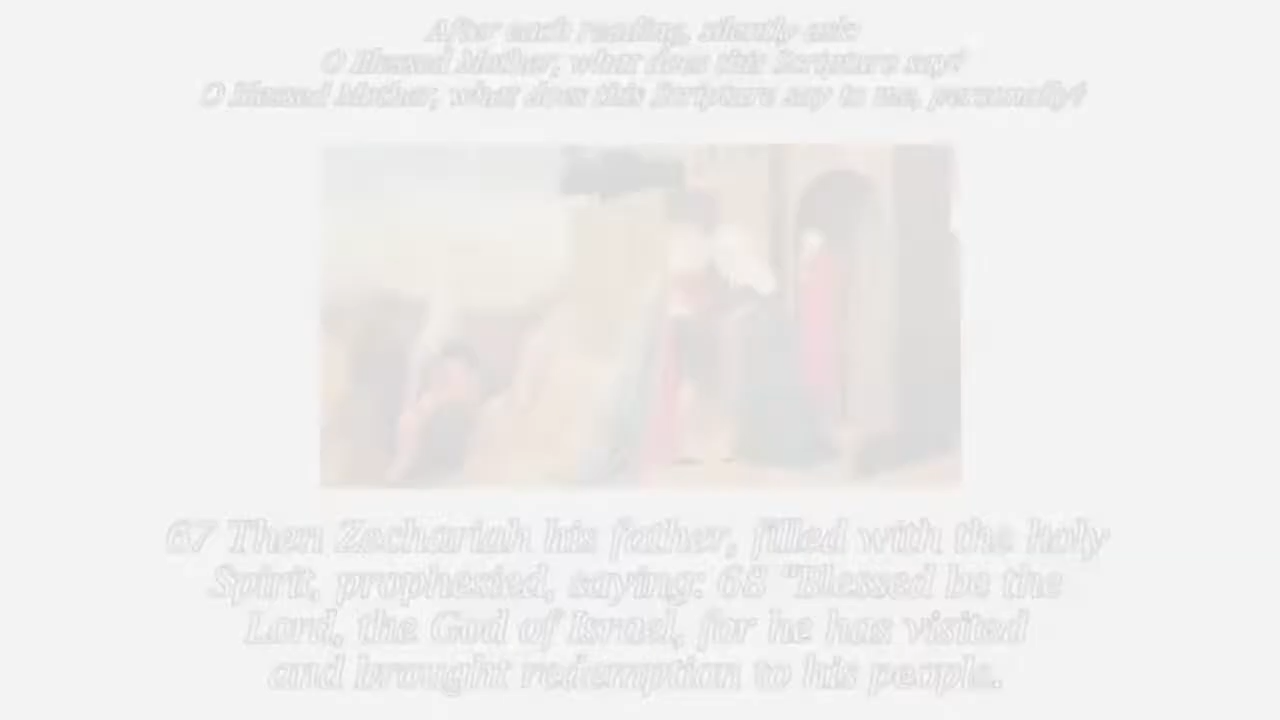 After each reading, silently ask:
O Blessed Mother, what does this Scripture say?
O Blessed Mother, what does this Scripture say to me, personally?
67 Then Zechariah his father, filled with the holy
Spirit, prophesied, saying: 68 "Blessed be the
Lord, the God of Israel, for he has visited
and brought redemption to his people.